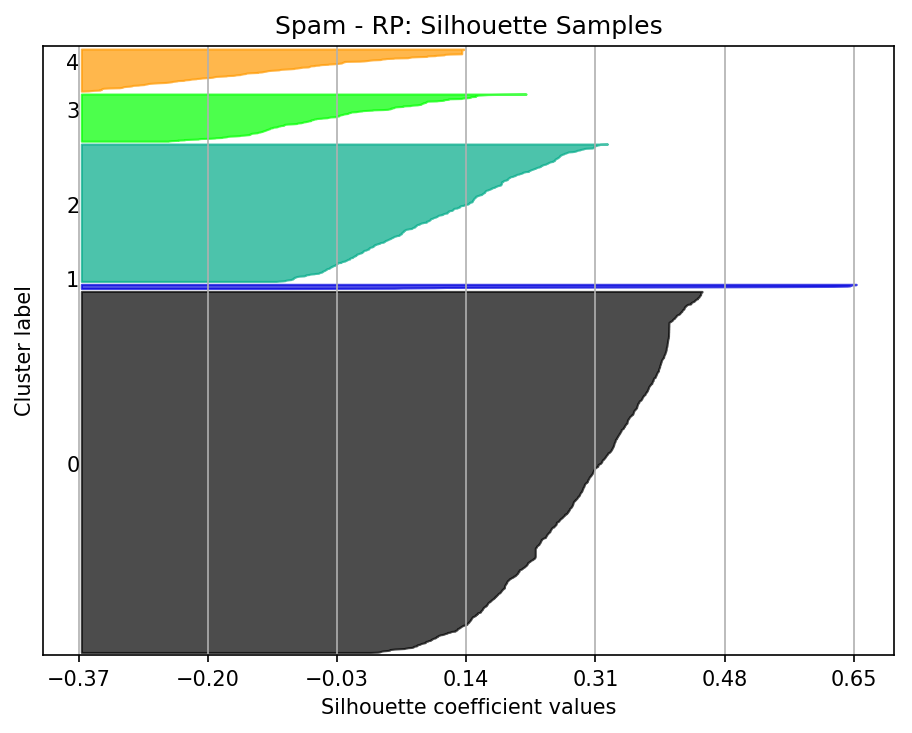 Spam - RP: Silhouette Samples
4
3
2
1
0
Cluster label
−0.37 −0.20 −0.03 0.14 0.31 0.48 0.65
Silhouette coefficient values